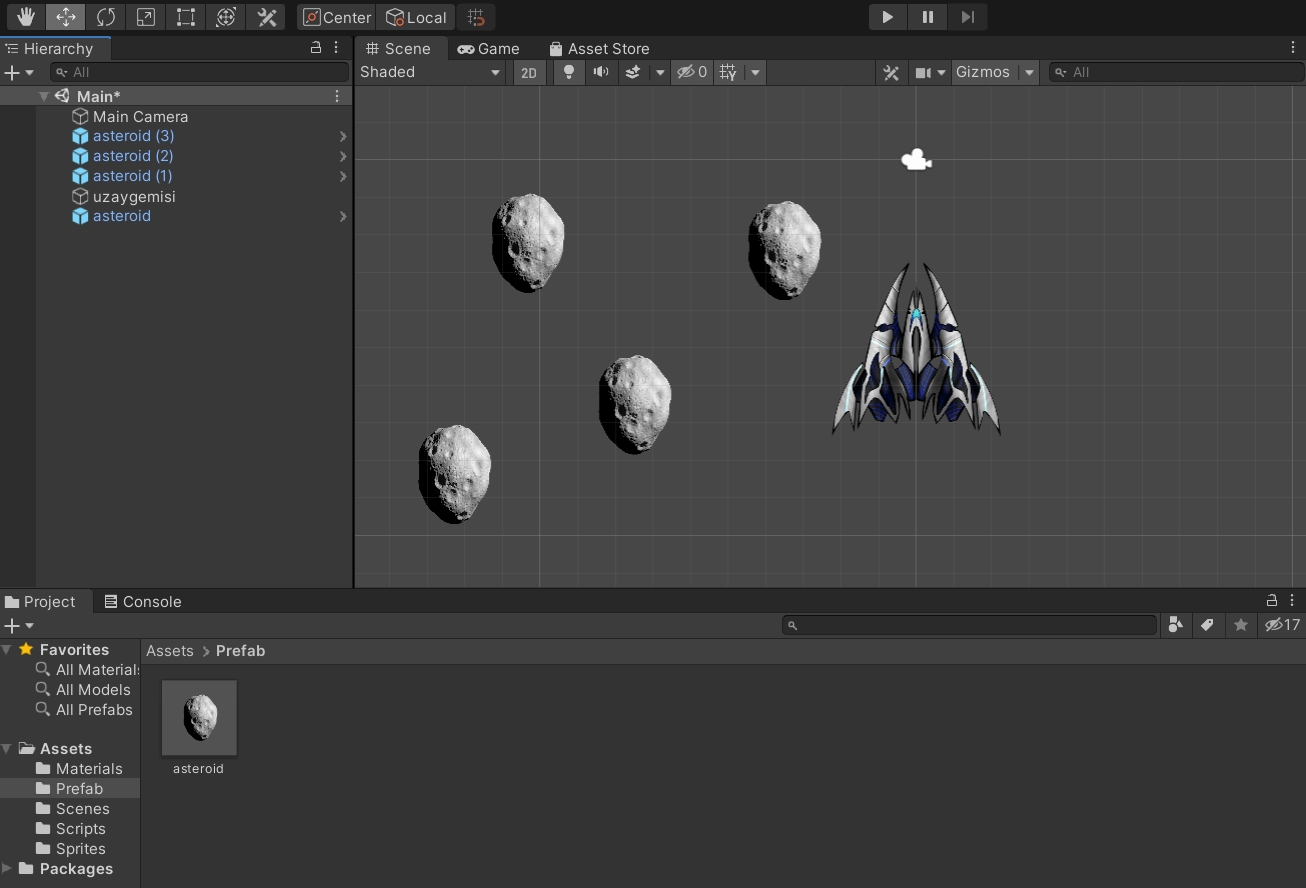 Center Local
Hierarchy
Scene Game Asset Store
All
Shaded 2D 0 Gizmos All
Main*
Main Camera
asteroid (3)
asteroid (2)
asteroid (1)
uzaygemisi
asteroid
Project Console
17
Favorites
All Materials
All Models
All Prefabs
Assets
Materials
Prefab
Scenes
Scripts
Sprites
Packages
Assets > Prefab
asteroid